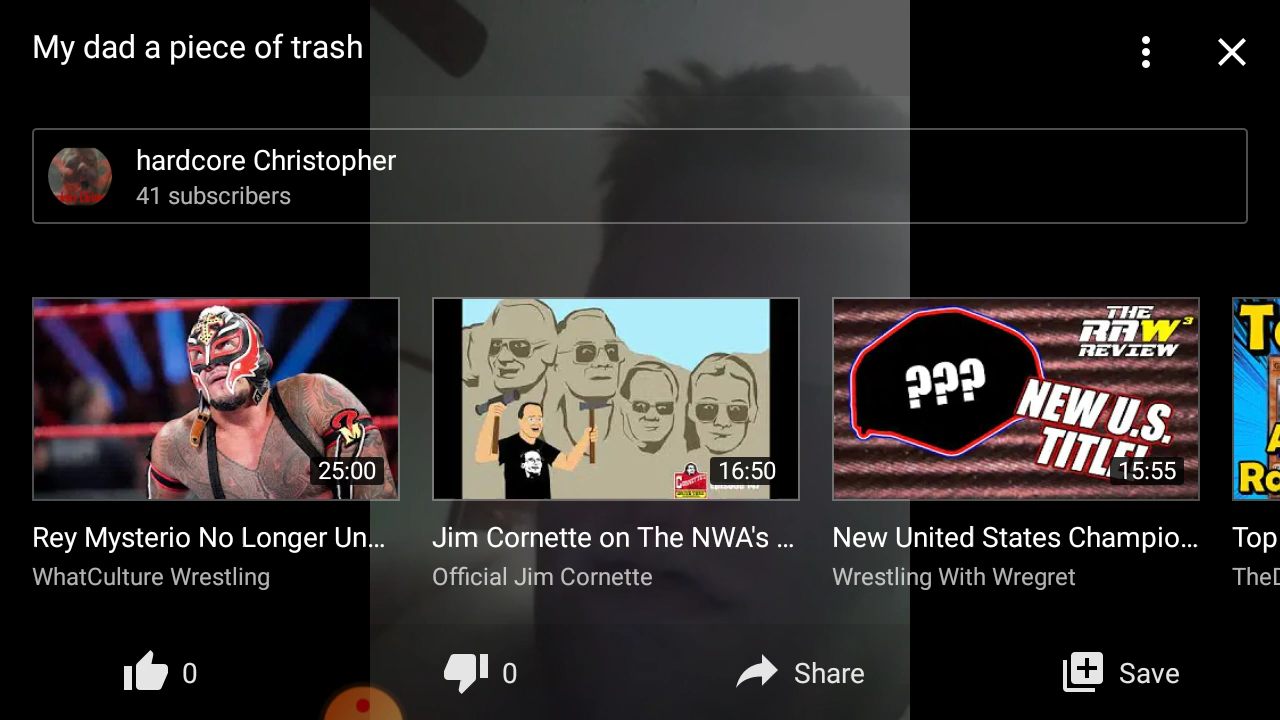 My dad a piece of trash
hardcore Christopher
41 subscribers
THE
RAW3
REVIEW
???
NEW U.S.
TITLE!
25:00
16:50
15:55
Rey Mysterio No Longer Un...
Jim Cornette on The NWA's ...
New United States Champio...
Top
WhatCulture Wrestling
Official Jim Cornette
Wrestling With Wregret
0
0
Share
Save